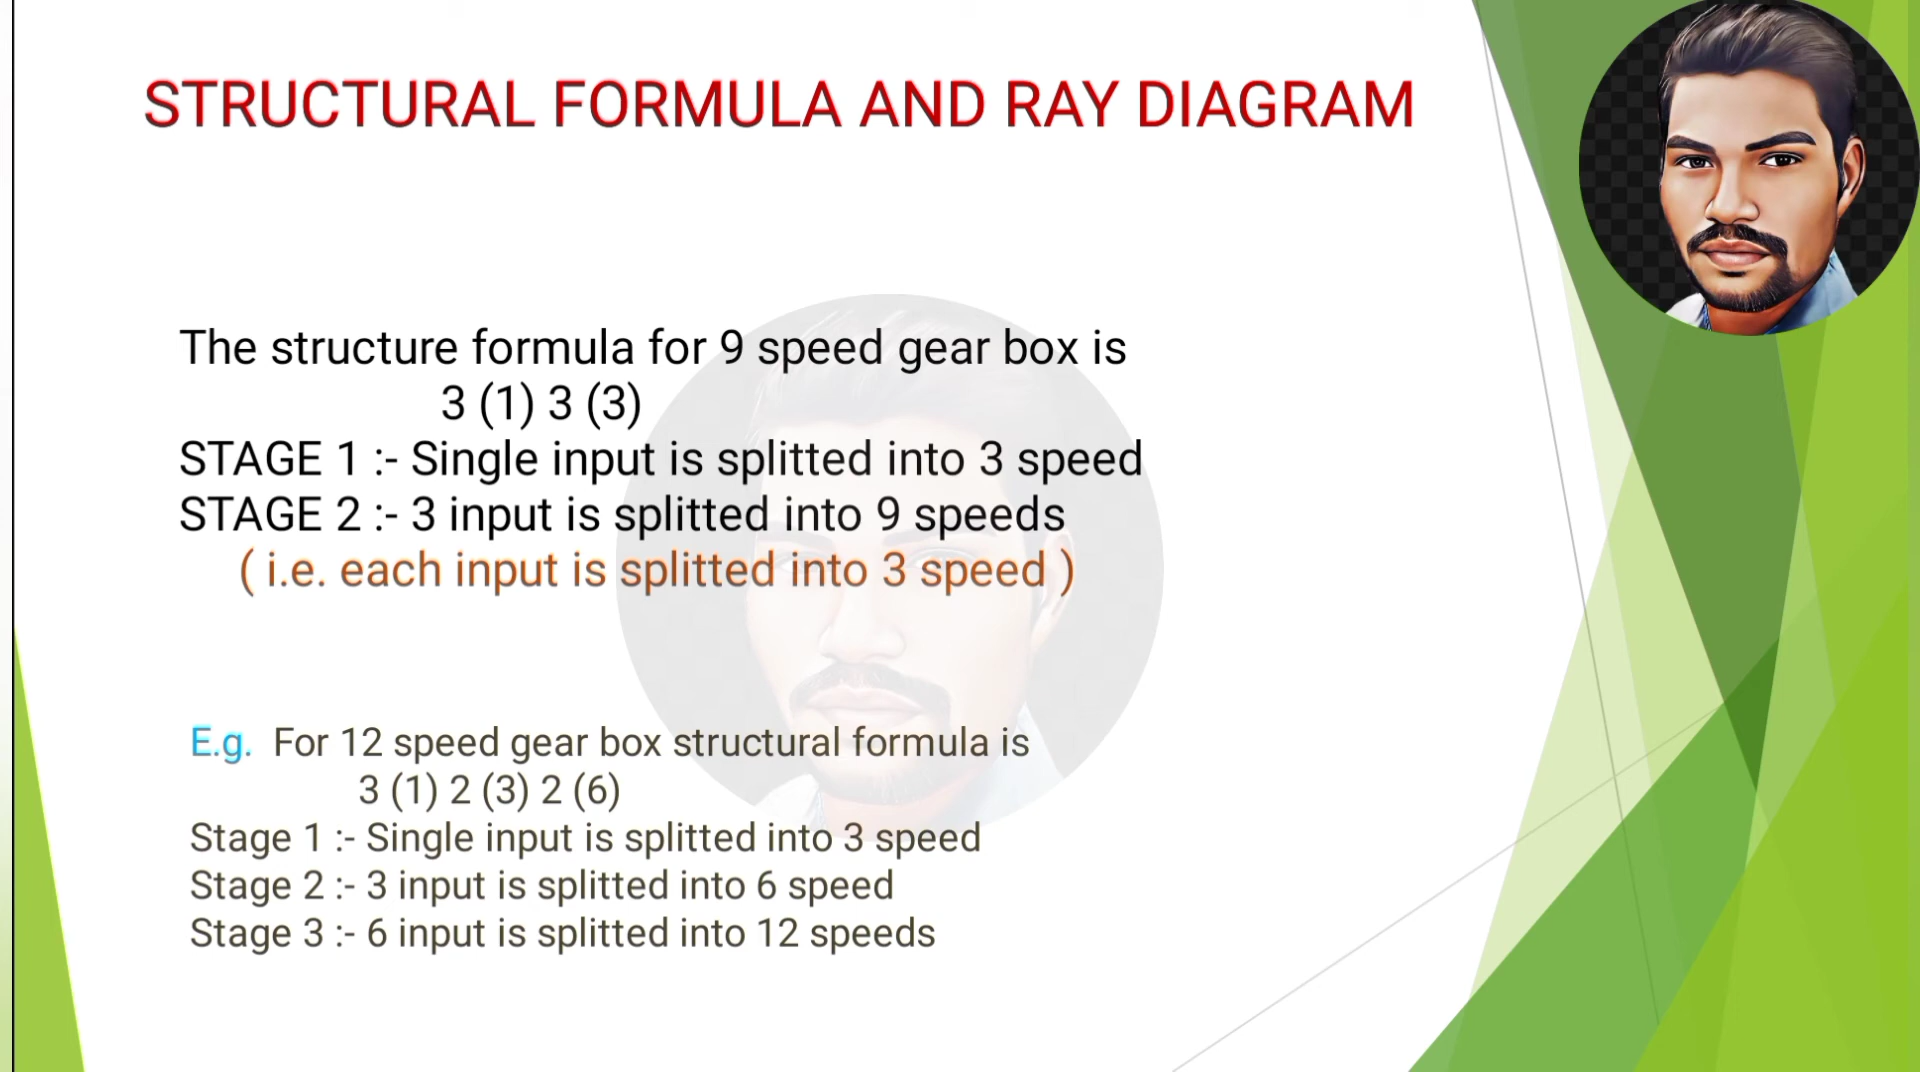 STRUCTURAL FORMULA AND RAY DIAGRAM
The structure formula for 9 speed gear box is
3 (1) 3 (3)
STAGE 1 :- Single input is splitted into 3 speed
STAGE 2 :- 3 input is splitted into 9 speeds
( i.e. each input is splitted into 3 speed )
E.g. For 12 speed gear box structural formula is
3 (1) 2 (3) 2 (6)
Stage 1 :- Single input is splitted into 3 speed
Stage 2 :- 3 input is splitted into 6 speed
Stage 3 :- 6 input is splitted into 12 speeds